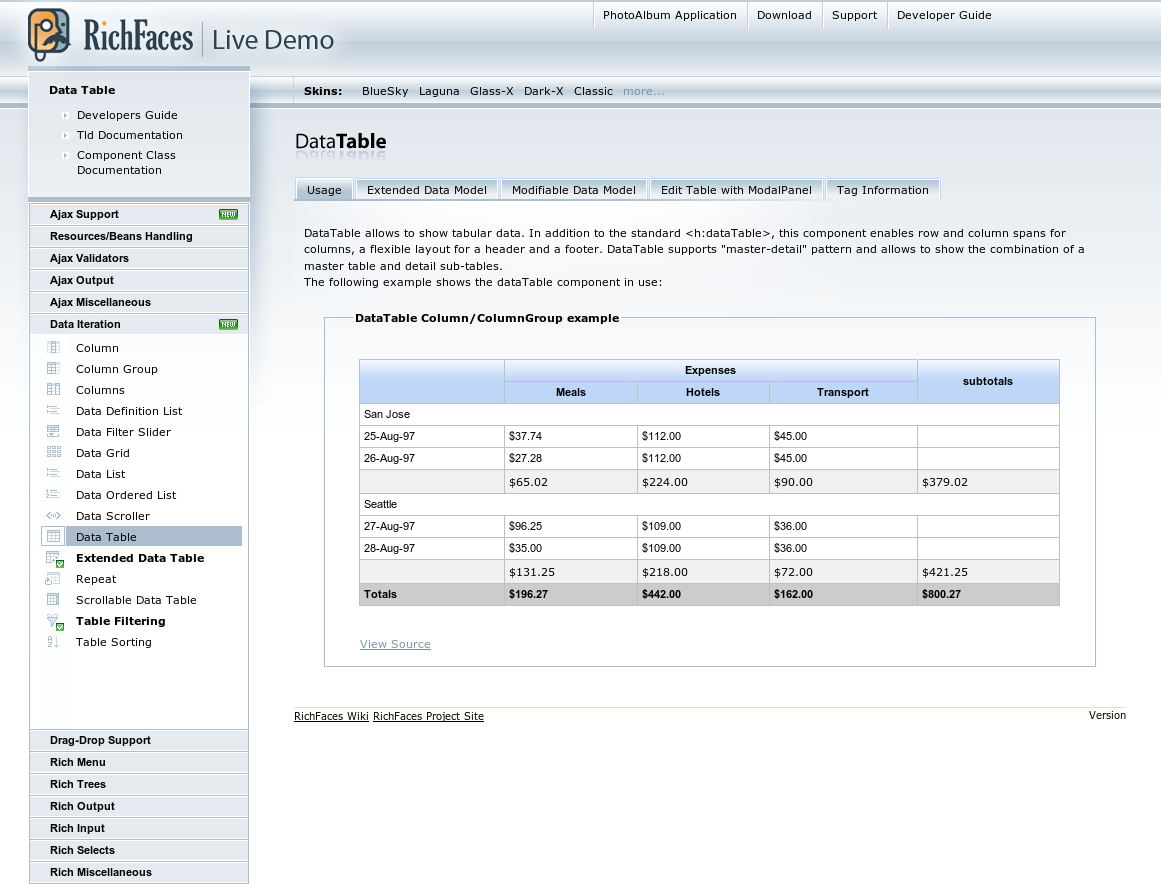 PhotoAlbum Application Download Support Developer Guide
RichFaces Live Demo
Skins: BlueSky Laguna Glass-X Dark-X Classic more...
Data Table
Developers Guide
Tld Documentation
Component Class
Documentation
Ajax Support NEW
Resources/Beans Handling
Ajax Validators
Ajax Output
Ajax Miscellaneous
Data Iteration NEW
Column
Column Group
Columns
Data Definition List
Data Filter Slider
Data Grid
Data List
Data Ordered List
Data Scroller
Data Table
Extended Data Table
Repeat
Scrollable Data Table
Table Filtering
Table Sorting
Drag-Drop Support
Rich Menu
Rich Trees
Rich Output
Rich Input
Rich Selects
Rich Miscellaneous
DataTable
Usage Extended Data Model Modifiable Data Model Edit Table with ModalPanel Tag Information
DataTable allows to show tabular data. In addition to the standard <h:dataTable>, this component enables row and column spans for
columns, a flexible layout for a header and a footer. DataTable supports "master-detail" pattern and allows to show the combination of a
master table and detail sub-tables.
The following example shows the dataTable component in use:
DataTable Column/ColumnGroup example
Expenses subtotals
Meals Hotels Transport
San Jose
25-Aug-97 $37.74 $112.00 $45.00
26-Aug-97 $27.28 $112.00 $45.00
$65.02 $224.00 $90.00 $379.02
Seattle
27-Aug-97 $96.25 $109.00 $36.00
28-Aug-97 $35.00 $109.00 $36.00
$131.25 $218.00 $72.00 $421.25
Totals $196.27 $442.00 $162.00 $800.27
View Source
RichFaces Wiki RichFaces Project Site Version